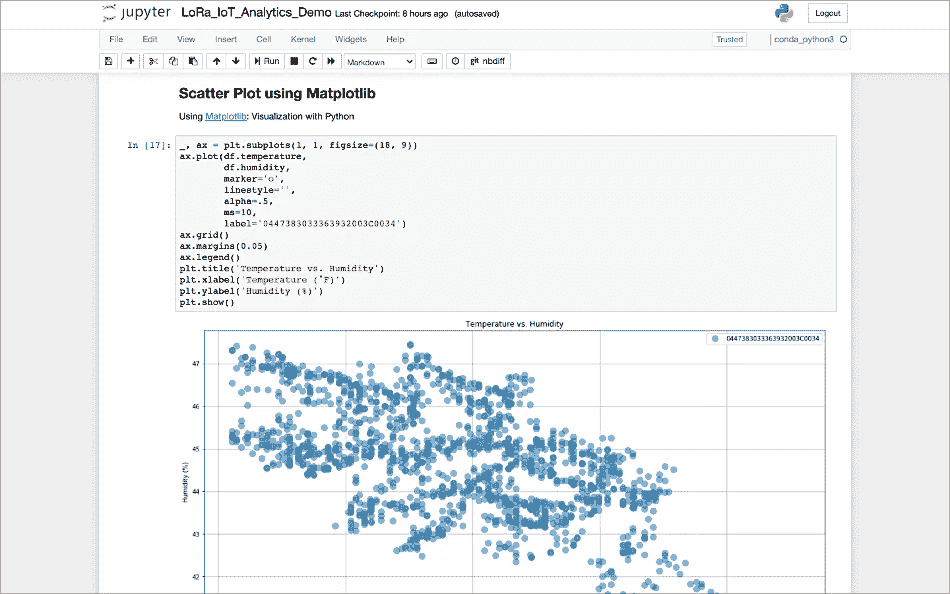 jupyter LoRa_IoT_Analytics_Demo Last Checkpoint: 8 hours ago (autosaved) Logout
File Edit View Insert Cell Kernel Widgets Help Trusted conda_python3
Run Markdown git nbdiff
Scatter Plot using Matplotlib
Using Matplotlib: Visualization with Python
In [17]: _, ax = plt.subplots(1, 1, figsize=(18, 9))
ax.plot(df.temperature,
df.humidity,
marker='o',
linestyle='',
alpha=.5,
ms=10,
label='0447383033363932003C0034')
ax.grid()
ax.margins(0.05)
ax.legend()
plt.title('Temperature vs. Humidity')
plt.xlabel('Temperature (˚F)')
plt.ylabel('Humidity (%)')
plt.show()
Temperature vs. Humidity
0447383033363932003C0034
47
46
45
44
43
42
Humidity (%)